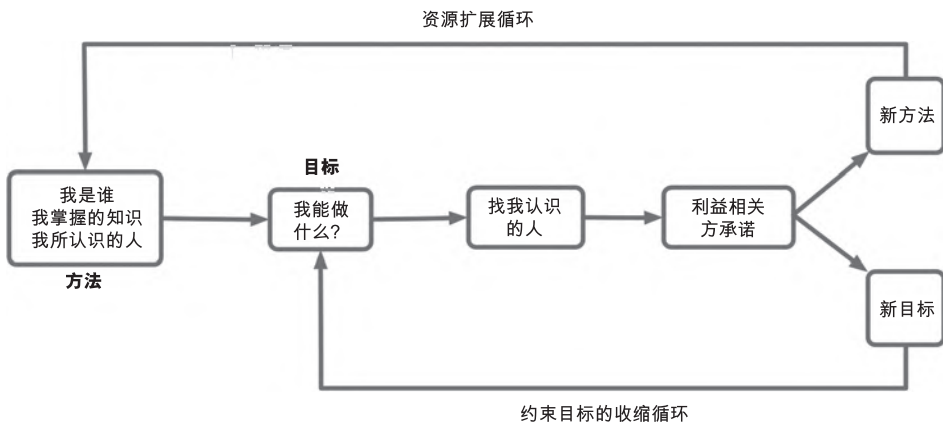 资源扩展循环
新方法
目标
我是谁
我掌握的知识
我所认识的人
我能做
什么?
找我认识
的人
利益相关
方承诺
方法
新目标
约束目标的收缩循环